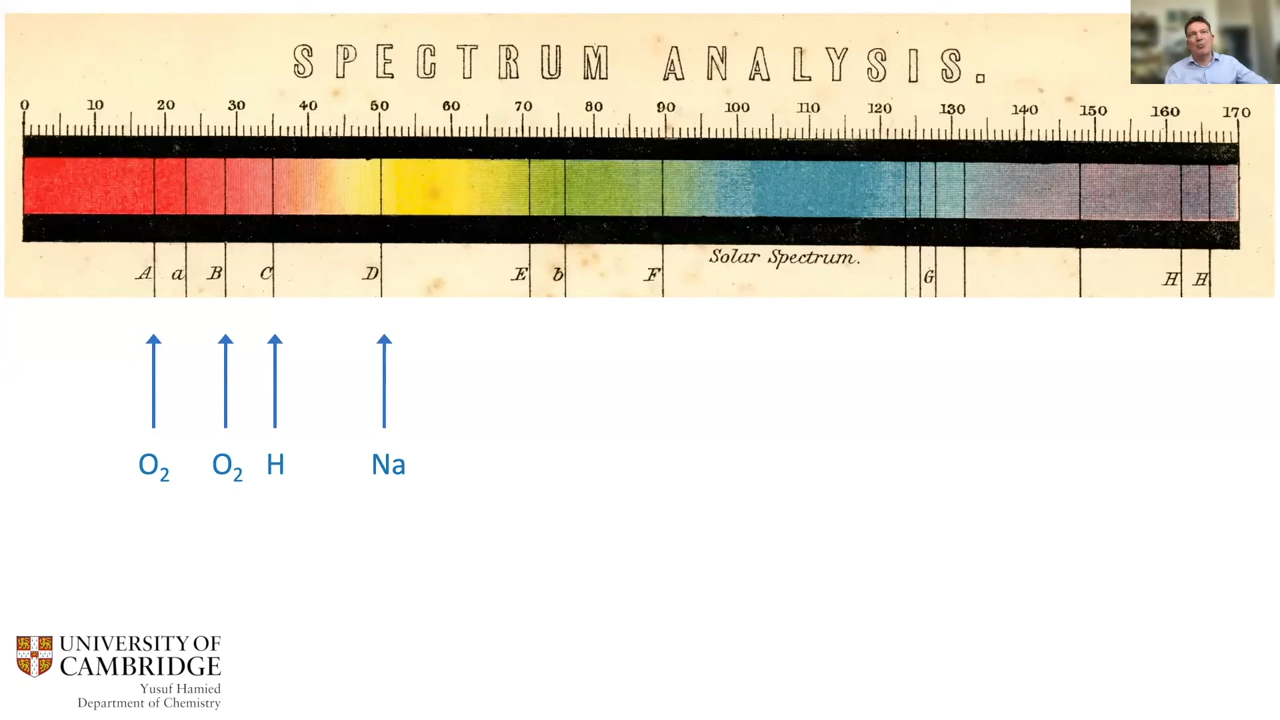 SPECTRUM ANALYSIS.
0 10 20 30 40 50 60 70 80 90 100 110 120 130 140 150 160 170
Solar Spectrum.
A a B C D E b F G H H
O₂ O₂ H Na
UNIVERSITY OF
CAMBRIDGE
Yusuf Hamied
Department of Chemistry